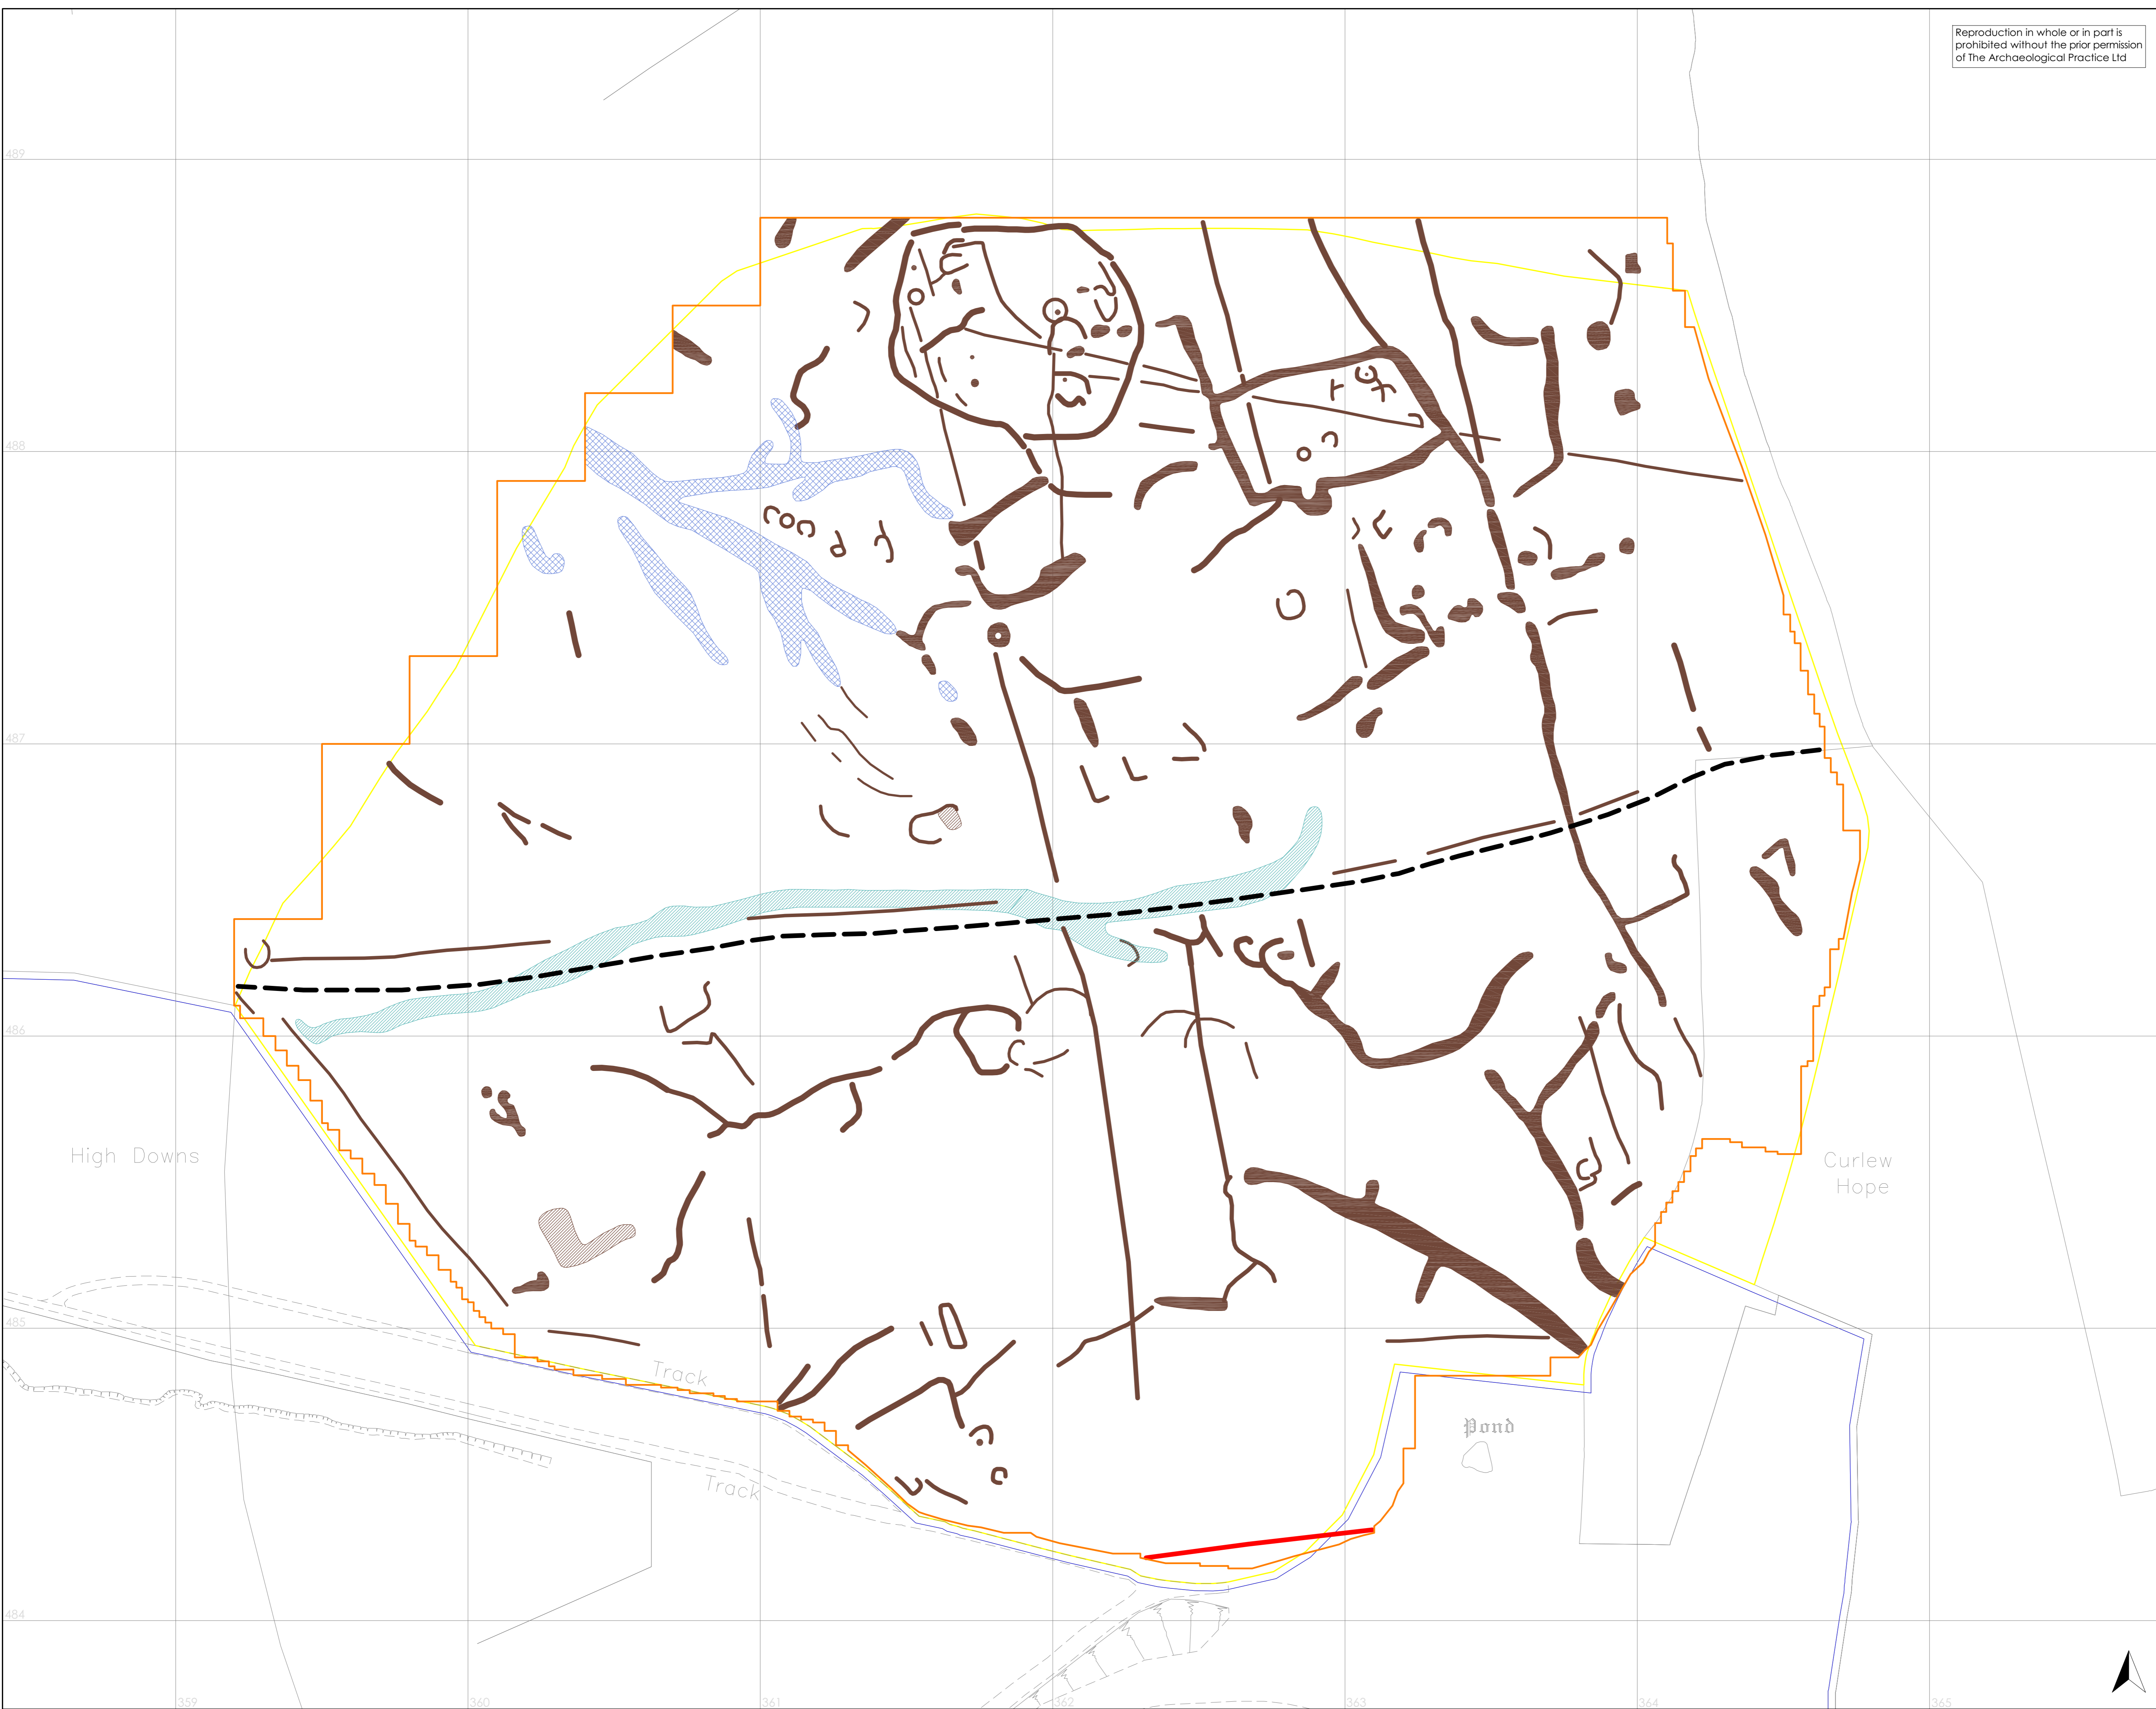 Reproduction in whole or in part is
prohibited without the prior permission
of The Archaeological Practice Ltd
489
488
487
486
High Downs
Curlew
Hope
485
Track
Pond
Track
484
359
360
361
362
363
364
365